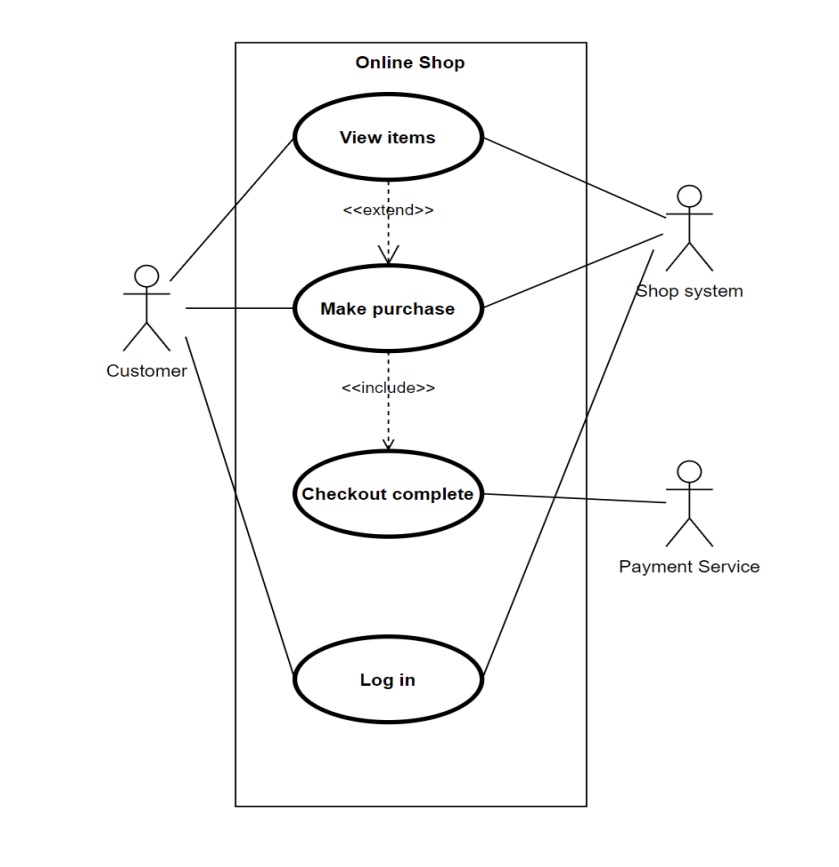 Online Shop
View items
<<extend>>
Shop system
Make purchase
Customer
<<include>>
Checkout complete
Payment Service
Log in